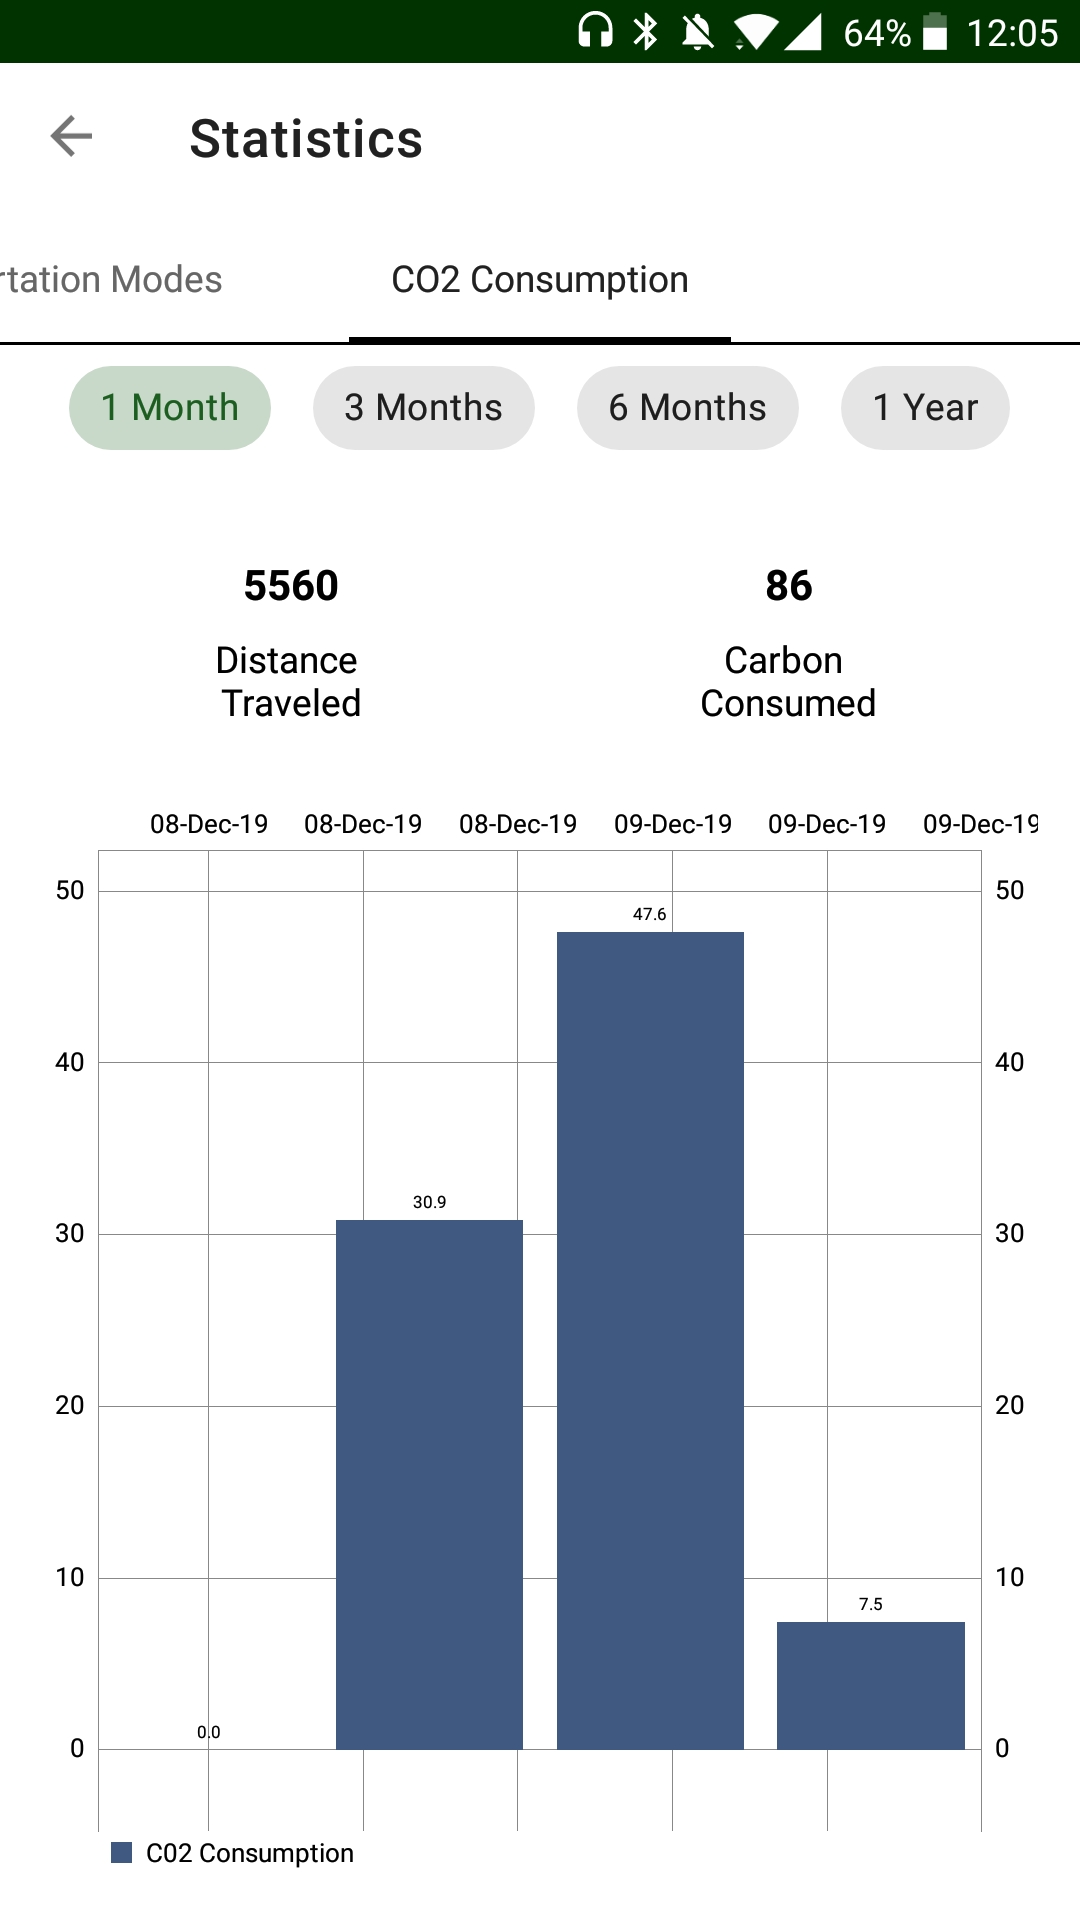 64% 12:05
Statistics
rtation Modes CO2 Consumption
1 Month 3 Months 6 Months 1 Year
5560 86
Distance Carbon
Traveled Consumed
08-Dec-19 08-Dec-19 08-Dec-19 09-Dec-19 09-Dec-19 09-Dec-19
50 50
47.6
40 40
30.9
30 30
20 20
10 10
7.5
0.0
0 0
C02 Consumption